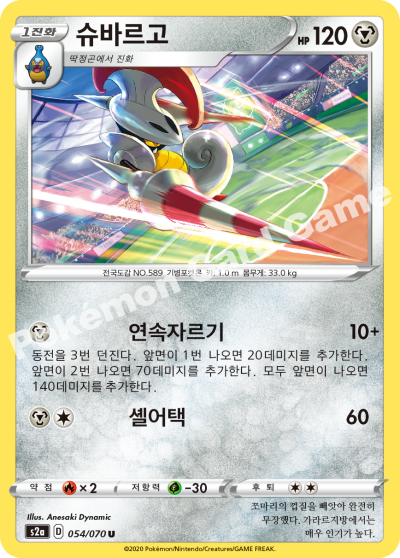 1진화
슈바르고
HP 120
딱정곤에서 진화
전국도감 NO.589 기병포켓몬 키: 1.0 m 몸무게: 33.0 kg
Pokémon Card Game
연속자르기 10+
동전을 3번 던진다. 앞면이 1번 나오면 20데미지를 추가한다.
앞면이 2번 나오면 70데미지를 추가한다. 모두 앞면이 나오면
140데미지를 추가한다.
셸어택 60
약점 ×2 저항력 -30 후퇴
Illus. Anesaki Dynamic
s2a D 054/070 U
쪼마리의 껍질을 빼앗아 완전히
무장했다. 가라르지방에서는
매우 인기가 높다.
©2020 Pokémon/Nintendo/Creatures/GAME FREAK.